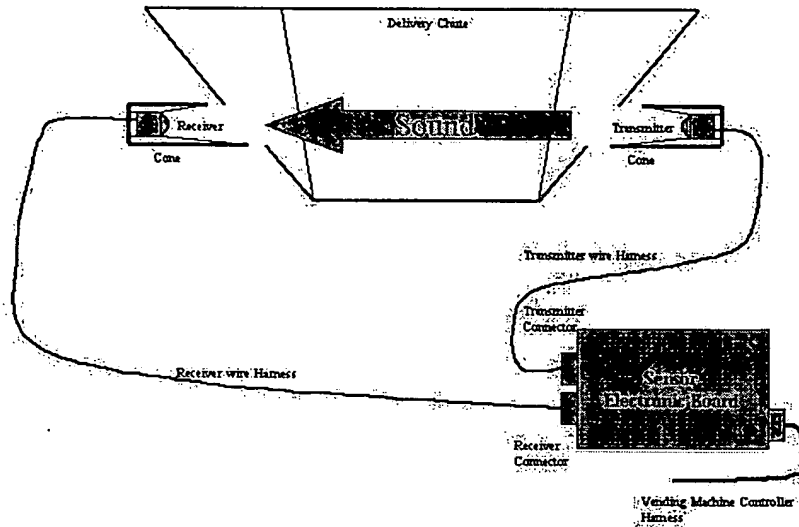 Delivery Chute
Receiver
Sound
Transmitter
Cone
Cone
Transmitter wire Harness
Transmitter
Connector
Receiver wire Harness
Sensor
Electronic Board
Receiver
Connector
Vending Machine Controller
Harness